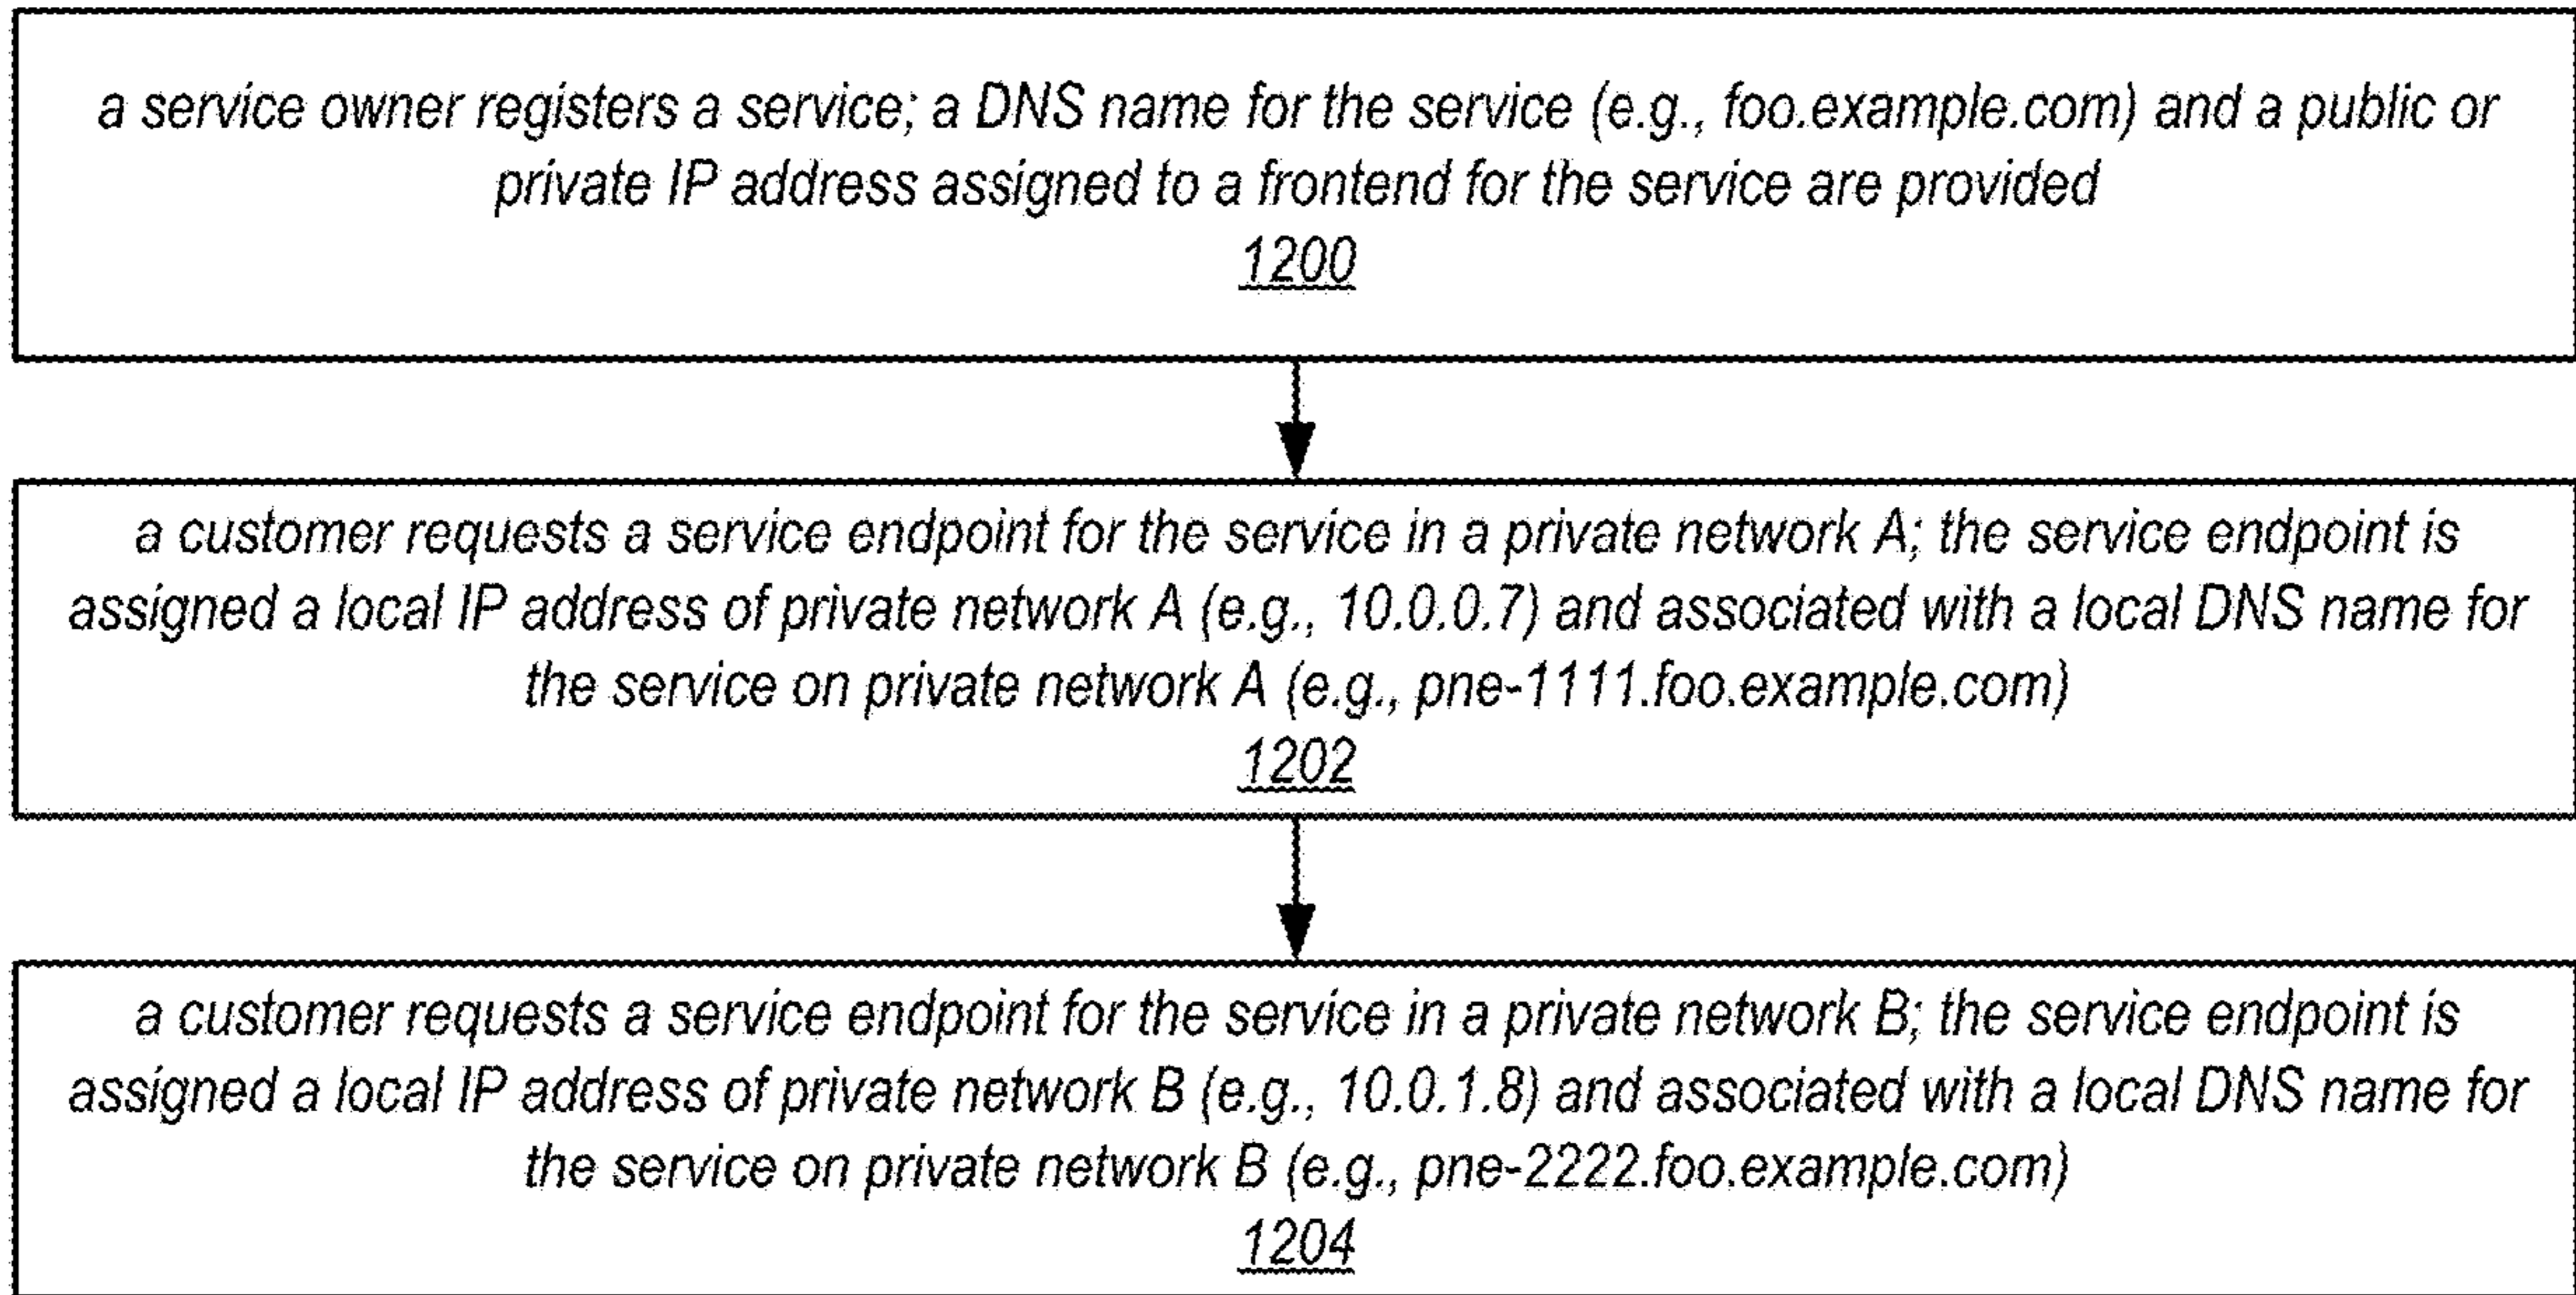 a service owner registers a service; a DNS name for the service (e.g., foo.example.com) and a public or
private IP address assigned to a frontend for the service are provided
1200
a customer requests a service endpoint for the service in a private network A; the service endpoint is
assigned a local IP address of private network A (e.g., 10.0.0.7) and associated with a local DNS name for
the service on private network A (e.g., pne-1111.foo.example.com)
1202
a customer requests a service endpoint for the service in a private network B; the service endpoint is
assigned a local IP address of private network B (e.g., 10.0.1.8) and associated with a local DNS name for
the service on private network B (e.g., pne-2222.foo.example.com)
1204